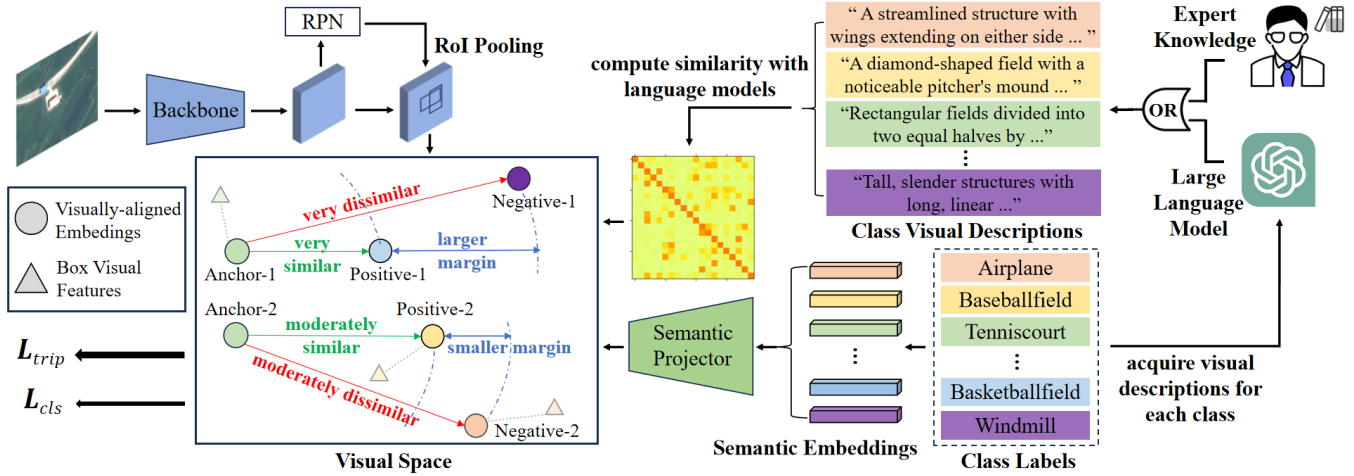 RPN
RoI Pooling
Backbone
compute similarity with
language models
“ A streamlined structure with
wings extending on either side ... ”
“A diamond-shaped field with a
noticeable pitcher's mound ... ”
“Rectangular fields divided into
two equal halves by ...”
“Tall, slender structures with
long, linear ...”
Class Visual Descriptions
Expert
Knowledge
OR
Large
Language
Model
Visually-aligned
Embedings
Box Visual
Features
very dissimilar
Negative-1
very
similar
larger
margin
Anchor-1
Positive-1
Anchor-2
Positive-2
moderately
similar
smaller margin
moderately dissimilar
Negative-2
Visual Space
L_trip
L_cls
Semantic
Projector
Semantic Embeddings
Airplane
Baseballfield
Tenniscourt
Basketballfield
Windmill
Class Labels
acquire visual
descriptions for
each class